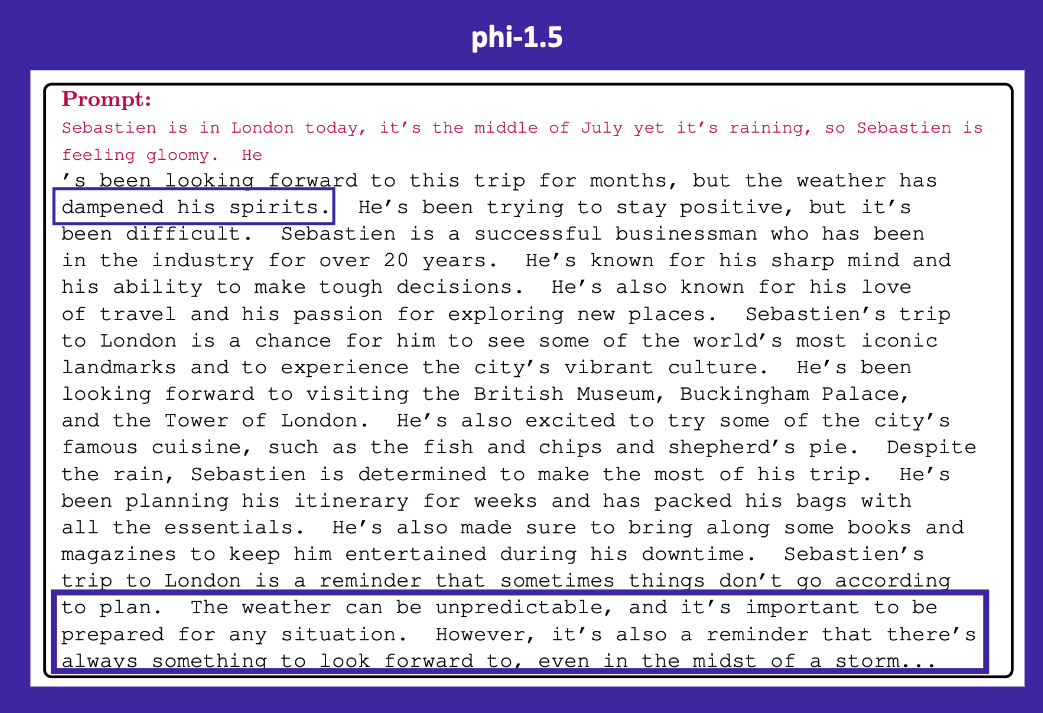 phi-1.5
Prompt:
Sebastien is in London today, it's the middle of July yet it's raining, so Sebastien is
feeling gloomy.  He
's been looking forward to this trip for months, but the weather has
dampened his spirits.  He's been trying to stay positive, but it's
been difficult.  Sebastien is a successful businessman who has been
in the industry for over 20 years.  He's known for his sharp mind and
his ability to make tough decisions.  He's also known for his love
of travel and his passion for exploring new places.  Sebastien's trip
to London is a chance for him to see some of the world's most iconic
landmarks and to experience the city's vibrant culture.  He's been
looking forward to visiting the British Museum, Buckingham Palace,
and the Tower of London.  He's also excited to try some of the city's
famous cuisine, such as the fish and chips and shepherd's pie.  Despite
the rain, Sebastien is determined to make the most of his trip.  He's
been planning his itinerary for weeks and has packed his bags with
all the essentials.  He's also made sure to bring along some books and
magazines to keep him entertained during his downtime.  Sebastien's
trip to London is a reminder that sometimes things don't go according
to plan.  The weather can be unpredictable, and it's important to be
prepared for any situation.  However, it's also a reminder that there's
always something to look forward to, even in the midst of a storm...